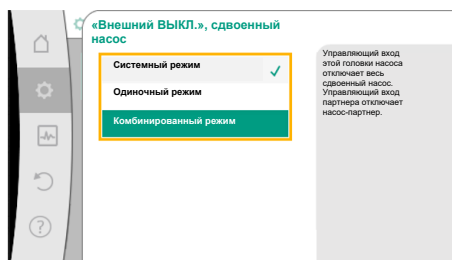 «Внешний ВЫКЛ.», сдвоенный
насос
Системный режим
Одиночный режим
Комбинированный режим
Управляющий вход
этой головки насоса
отключает весь
сдвоенный насос.
Управляющий вход
партнера отключает
насос-партнер.
?